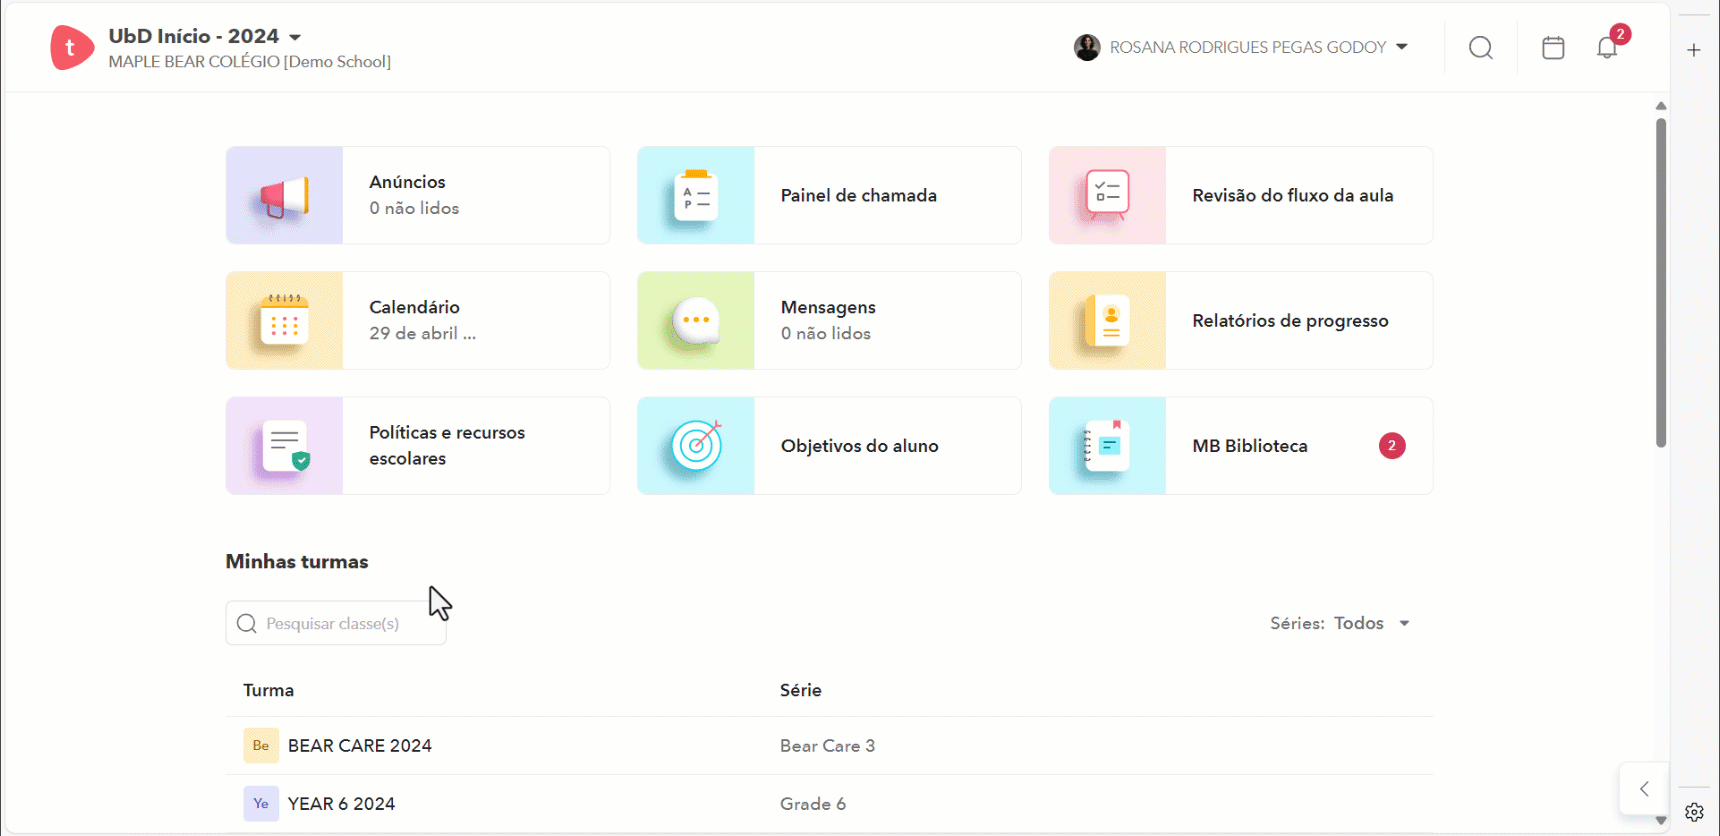 t
UbD Início - 2024
MAPLE BEAR COLÉGIO [Demo School]
ROSANA RODRIGUES PEGAS GODOY
2
Anúncios
0 não lidos
A
P
Painel de chamada
Revisão do fluxo da aula
Calendário
29 de abril ...
Mensagens
0 não lidos
Relatórios de progresso
Políticas e recursos
escolares
Objetivos do aluno
MB Biblioteca
2
Minhas turmas
Pesquisar classe(s)
Séries: Todos
Turma Série
Be BEAR CARE 2024 Bear Care 3
Ye YEAR 6 2024 Grade 6